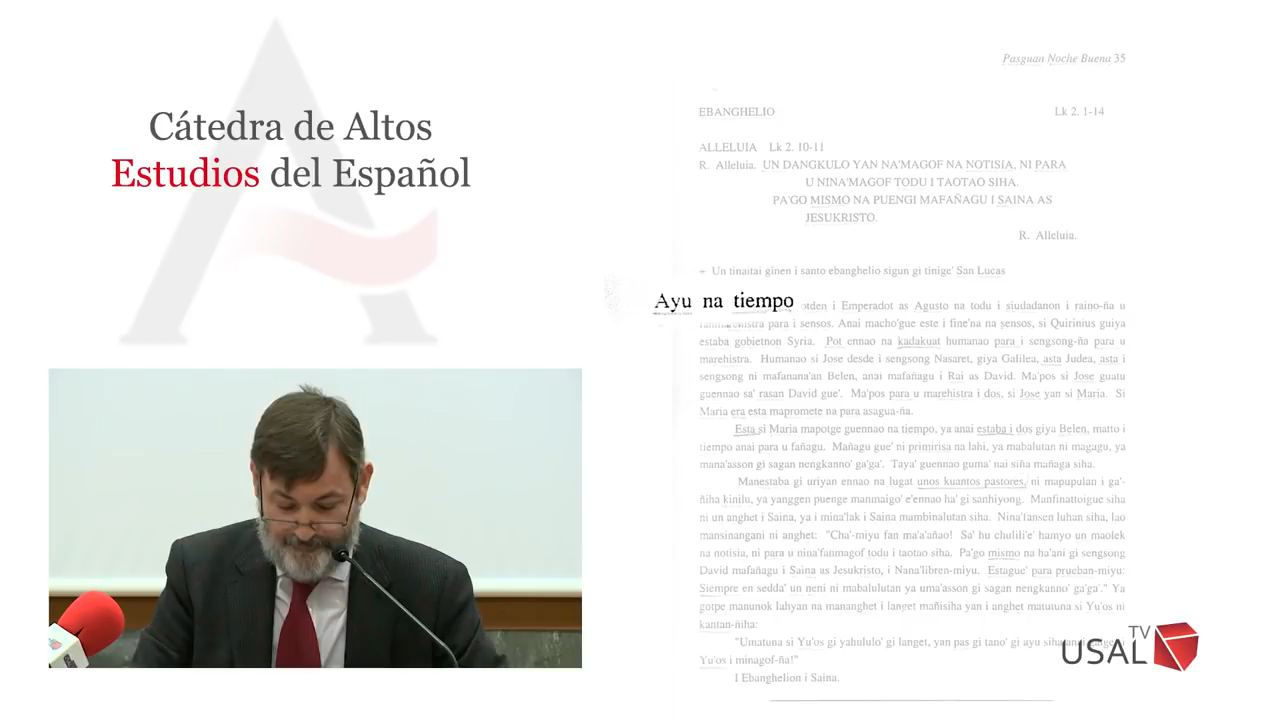 Cátedra de Altos
Estudios del Español
Pasguan Noche Buena 35
EBANGHELIO Lk 2. 1-14
ALLELUIA Lk 2. 10-11
R. Alleluia. UN DANGKULO YAN NA'MAGOF NA NOTISIA, NI PARA
U NINA'MAGOF TODU I TAOTAO SIHA.
PA'GO MISMO NA PUENGI MAFAÑAGU I SAINA AS
JESUKRISTO.
R. Alleluia.
+ Un tinaitai ginen i santo ebanghelio sigun gi tinige' San Lucas
Ayu na tiempo
otden i Emperadot as Agusto na todu i siudadanon i raino-ña u
para i sensos. Anai macho'gue este i fine'na na sensos, si Quirinius guiya
estaba gobietnon Syria. Pot ennao na kadakuat humanao para i sengsong-ña para u
marehistra. Humanao si Jose desde i sengsong Nasaret, giya Galilea, asta Judea, asta i
sengsong ni mafanana'an Belen, anai mafañagu i Rai as David. Ma'pos si Jose guatu
guennao sa' rasan David gue'. Ma'pos para u marehistra i dos, si Jose yan si Maria. Si
Maria era esta mapromete na para asagua-ña.
Esta si Maria mapotge guennao na tiempo, ya anai estaba i dos giya Belen, matto i
tiempo anai para u fañagu. Mañagu gue' ni primirisa na lahi, ya mabalutan ni magagu, ya
mana'asson gi sagan nengkanno' ga'ga'. Taya' guennao guma' nai siña mañaga siha.
Manestaba gi uriyan ennao na lugat unos kuantos pastores, ni mapupulan i ga'-
ñiha kinilu, ya yanggen puenge manmaigo' e'ennao ha' gi sanhiyong. Manfinattoigue siha
ni un anghet i Saina, ya i mina'lak i Saina mambinalutan siha. Nina'fansen luhan siha, lao
mansinangani ni anghet: "Cha'-miyu fan ma'a'añao! Sa' hu chulili'e' hamyo un maolek
na notisia, ni para u nina'fanmagof todu i taotao siha. Pa'go mismo na ha'ani gi sengsong
David mafañagu i Saina as Jesukristo, i Nana'libren-miyu. Estague' para prueban-miyu:
Siempre en sedda' un neni ni mabalulutan ya uma'asson gi sagan nengkanno' ga'ga'." Ya
gotpe manunok lahyan na mananghet i langet mañisiha yan i anghet matutuna si Yu'os ni
kantan-ñiha:
"Umatuna si Yu'os gi yahululo' gi langet, yan pas gi tano' gi ayu siha
Yu'os i minagof-ña!"
I Ebanghelion i Saina.
USAL TV